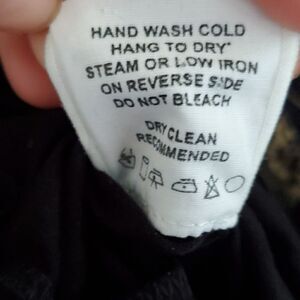 HAND WASH COLD
HANG TO DRY*
STEAM OR LOW IRON
ON REVERSE SIDE
DO NOT BLEACH
DRY CLEAN
RECOMMENDED